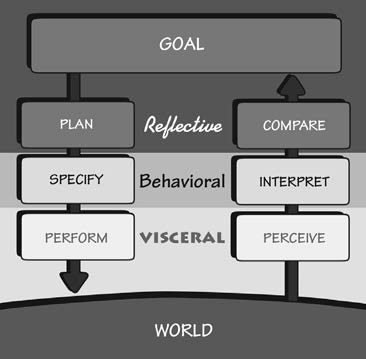 GOAL
PLAN Reflective COMPARE
SPECIFY Behavioral INTERPRET
PERFORM VISCERAL PERCEIVE
WORLD